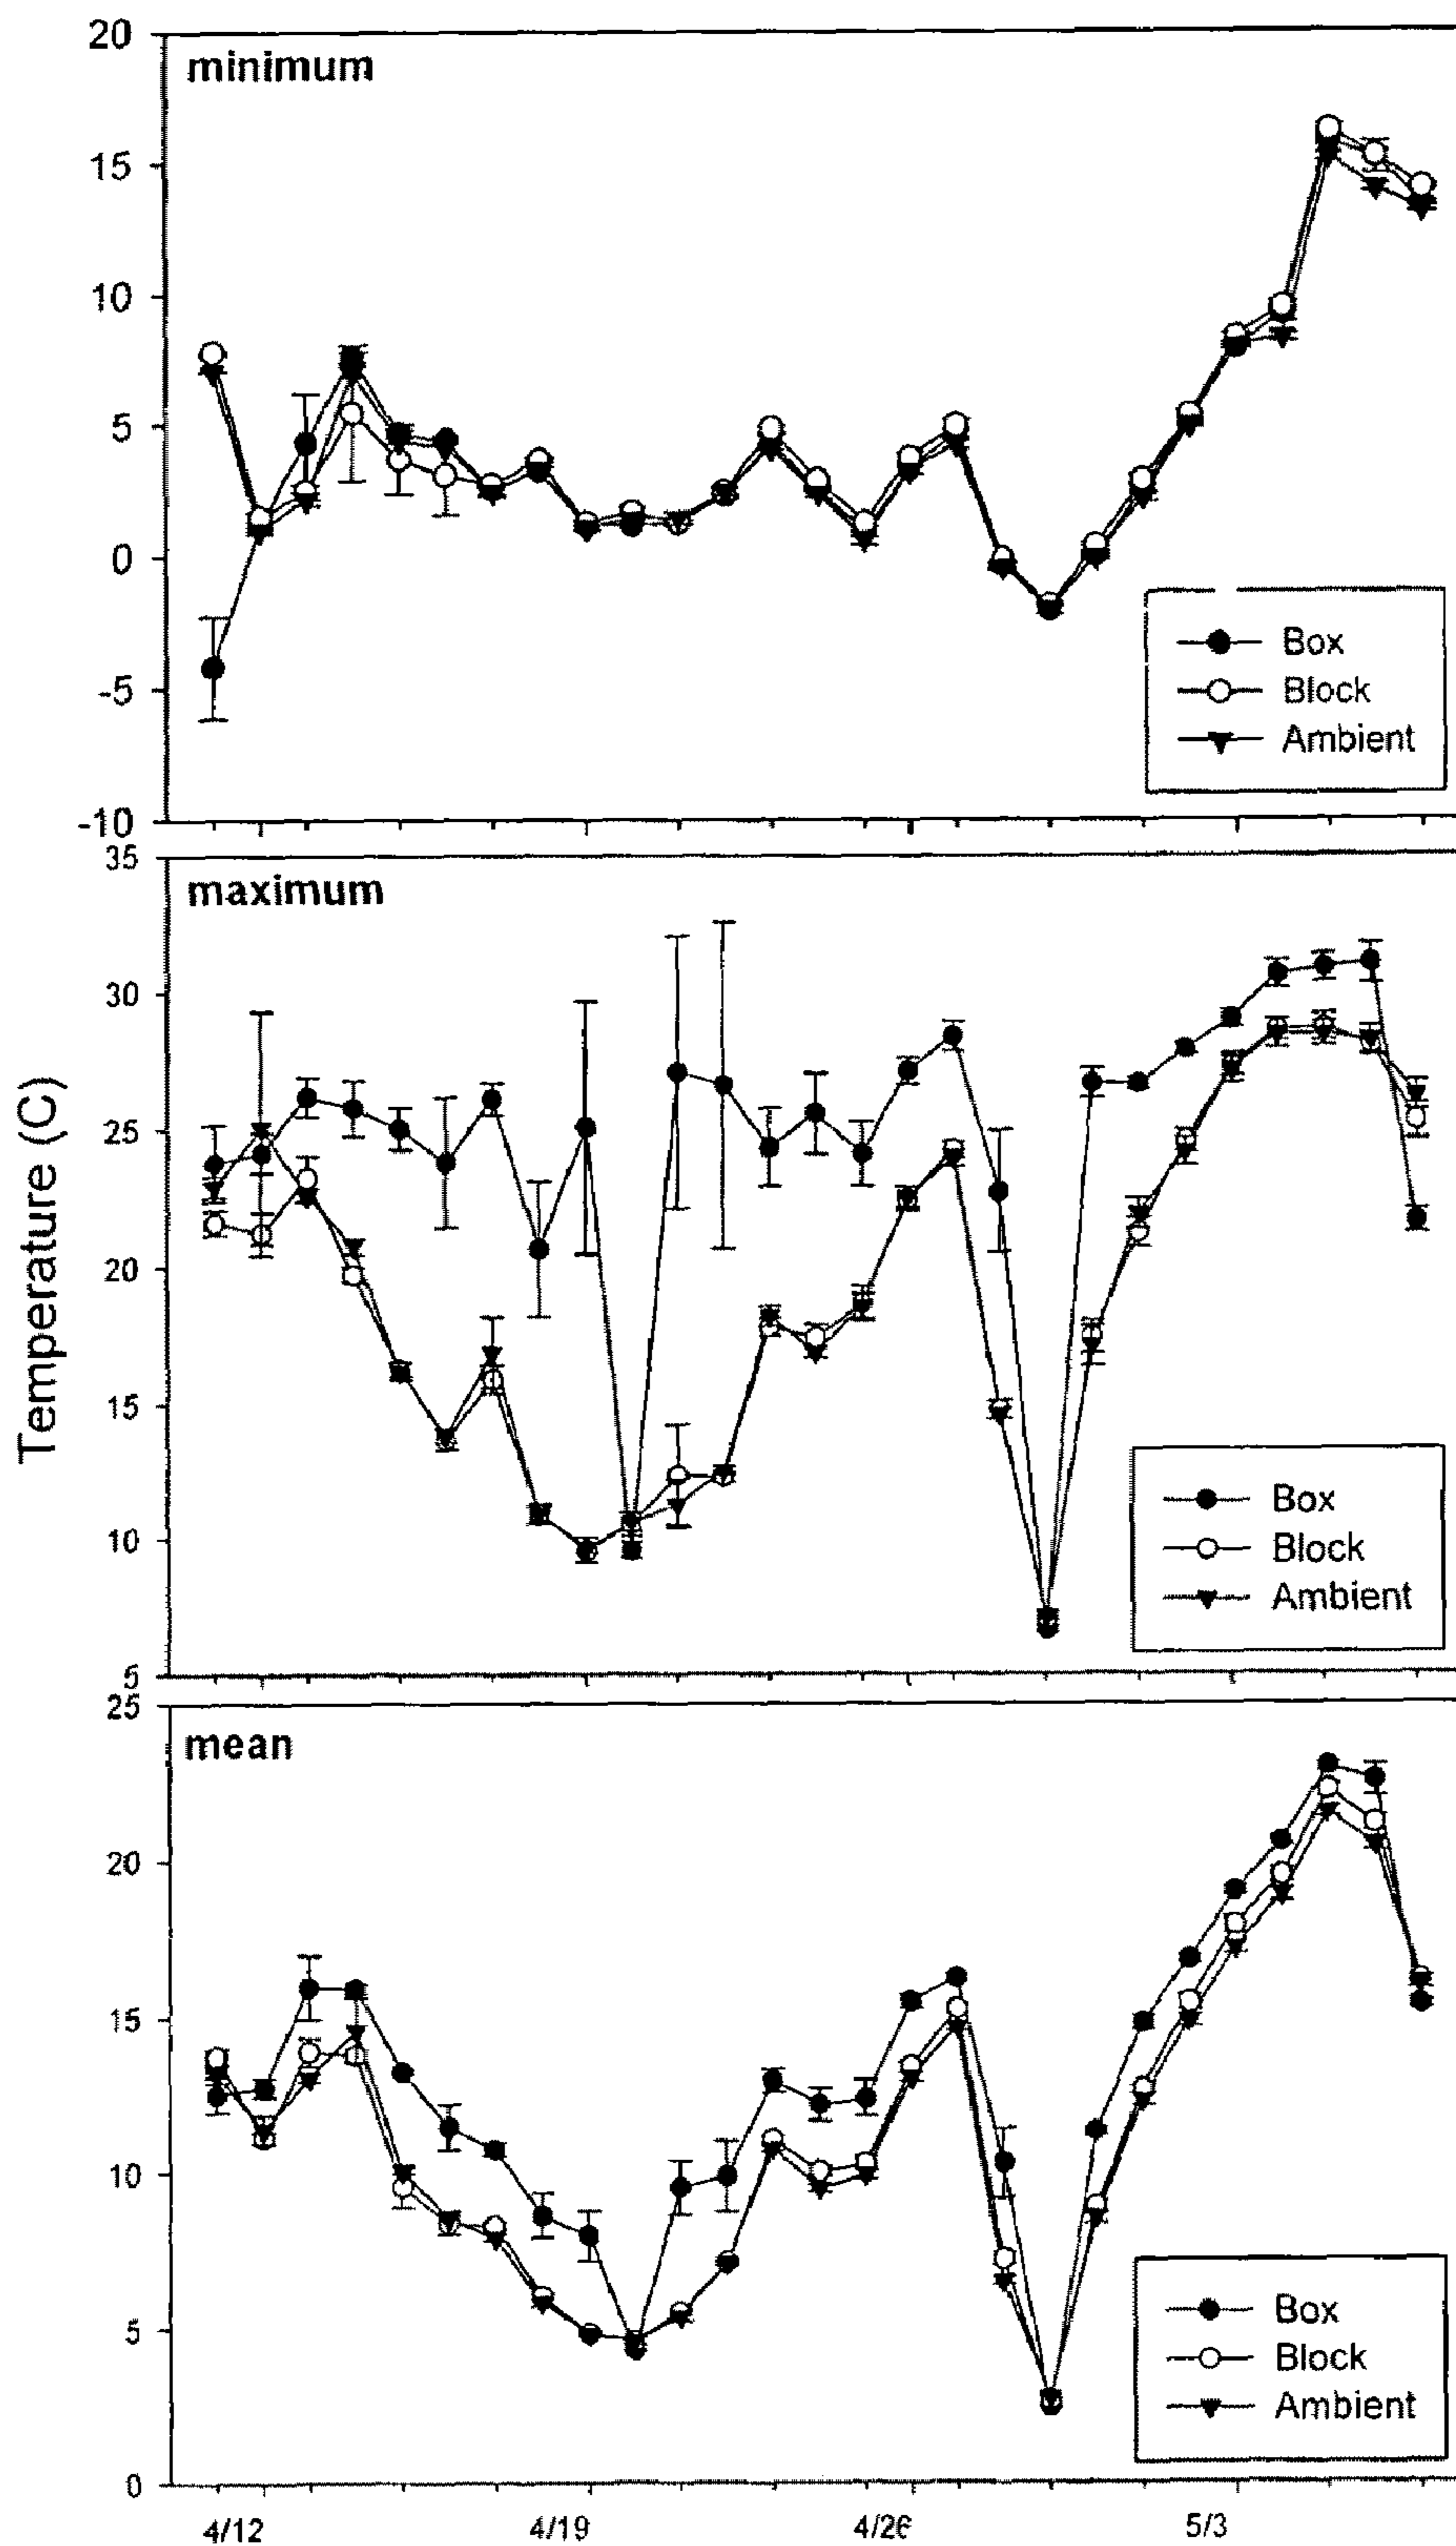 20
minimum
15
10
5
0
-5
-10
Box
Block
Ambient
35
maximum
30
25
20
15
10
5
Temperature (C)
Box
Block
Ambient
25
mean
20
15
10
5
0
Box
Block
Ambient
4/12 4/19 4/26 5/3